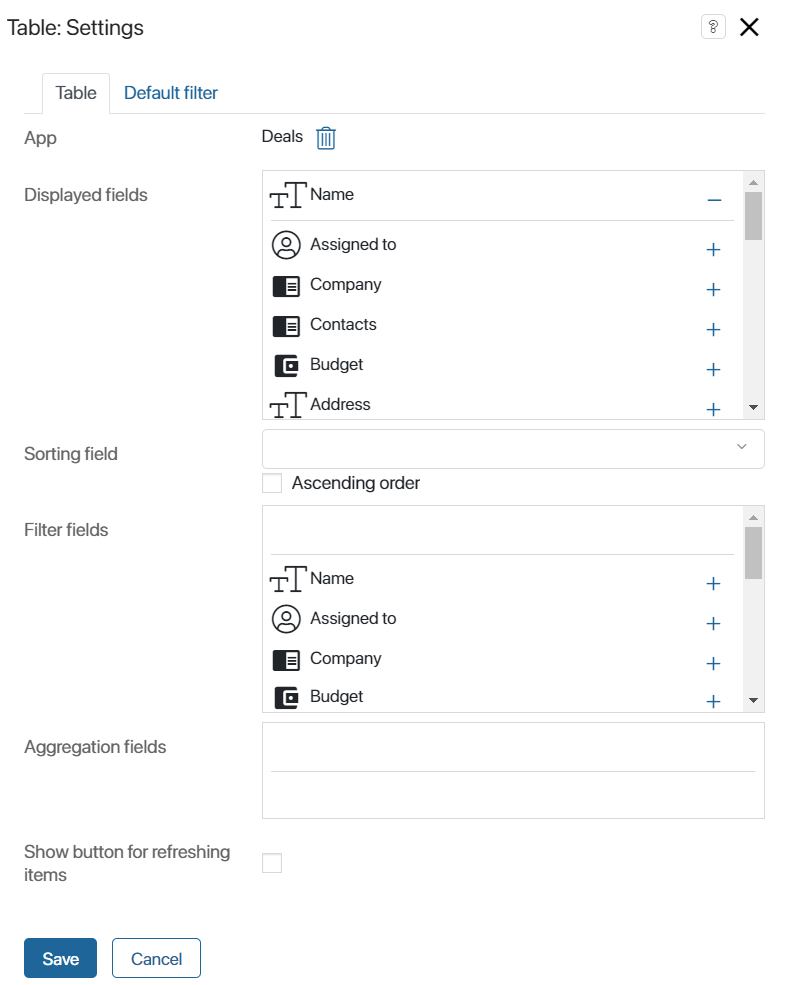 Table: Settings
?
Table
Default filter
App
Deals
Displayed fields
Name
Assigned to
Company
Contacts
Budget
Address
Sorting field
Ascending order
Filter fields
Name
Assigned to
Company
Budget
Aggregation fields
Show button for refreshing
items
Save
Cancel